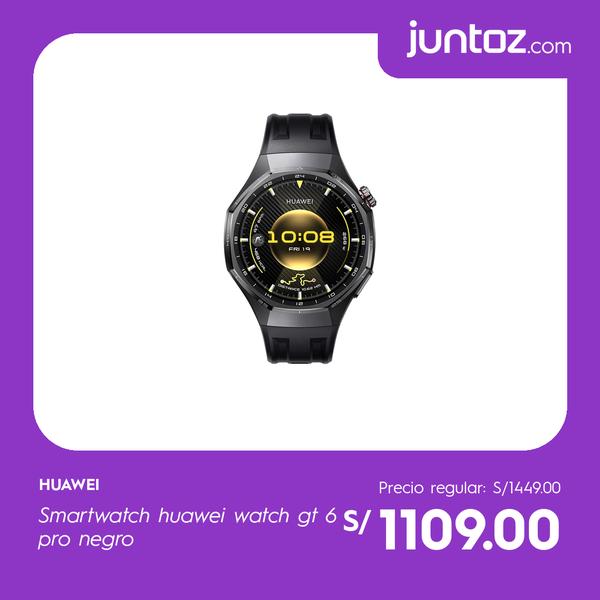 juntoz.com
HUAWEI
10:08
FRI 19
HUAWEI
Smartwatch huawei watch gt 6
pro negro
Precio regular: S/1449.00
S/ 1109.00